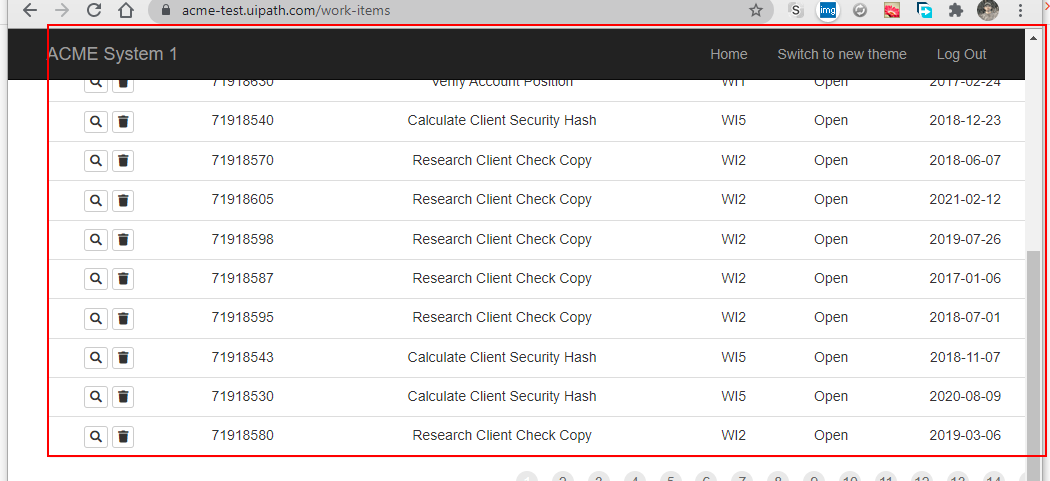 acme-test.uipath.com/work-items
S
img
ACME System 1 Home Switch to new theme Log Out
71918630 Verify Account Position WI1 Open 2017-02-24
71918540 Calculate Client Security Hash WI5 Open 2018-12-23
71918570 Research Client Check Copy WI2 Open 2018-06-07
71918605 Research Client Check Copy WI2 Open 2021-02-12
71918598 Research Client Check Copy WI2 Open 2019-07-26
71918587 Research Client Check Copy WI2 Open 2017-01-06
71918595 Research Client Check Copy WI2 Open 2018-07-01
71918543 Calculate Client Security Hash WI5 Open 2018-11-07
71918530 Calculate Client Security Hash WI5 Open 2020-08-09
71918580 Research Client Check Copy WI2 Open 2019-03-06
1 2 3 4 5 6 7 8 9 10 11 12 13 14